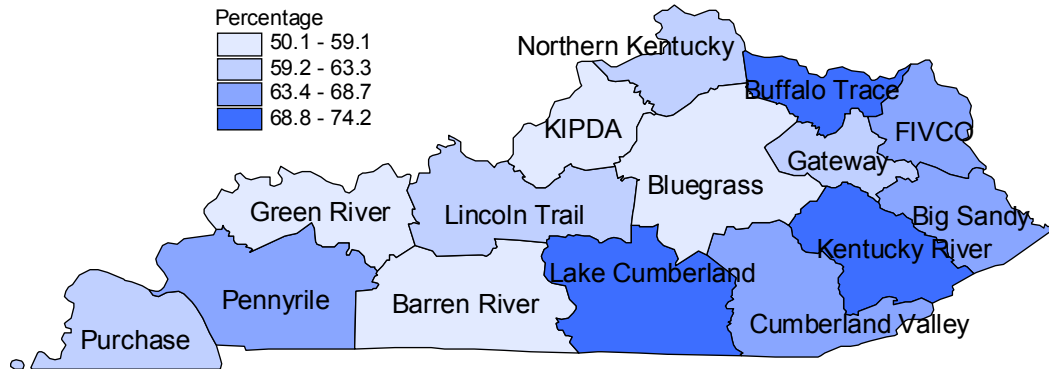 Percentage
50.1 - 59.1
59.2 - 63.3
63.4 - 68.7
68.8 - 74.2
Northern Kentucky
Buffalo Trace
KIPDA
FIVCO
Gateway
Bluegrass
Green River
Lincoln Trail
Big Sandy
Kentucky River
Lake Cumberland
Pennyrile
Barren River
Cumberland Valley
Purchase